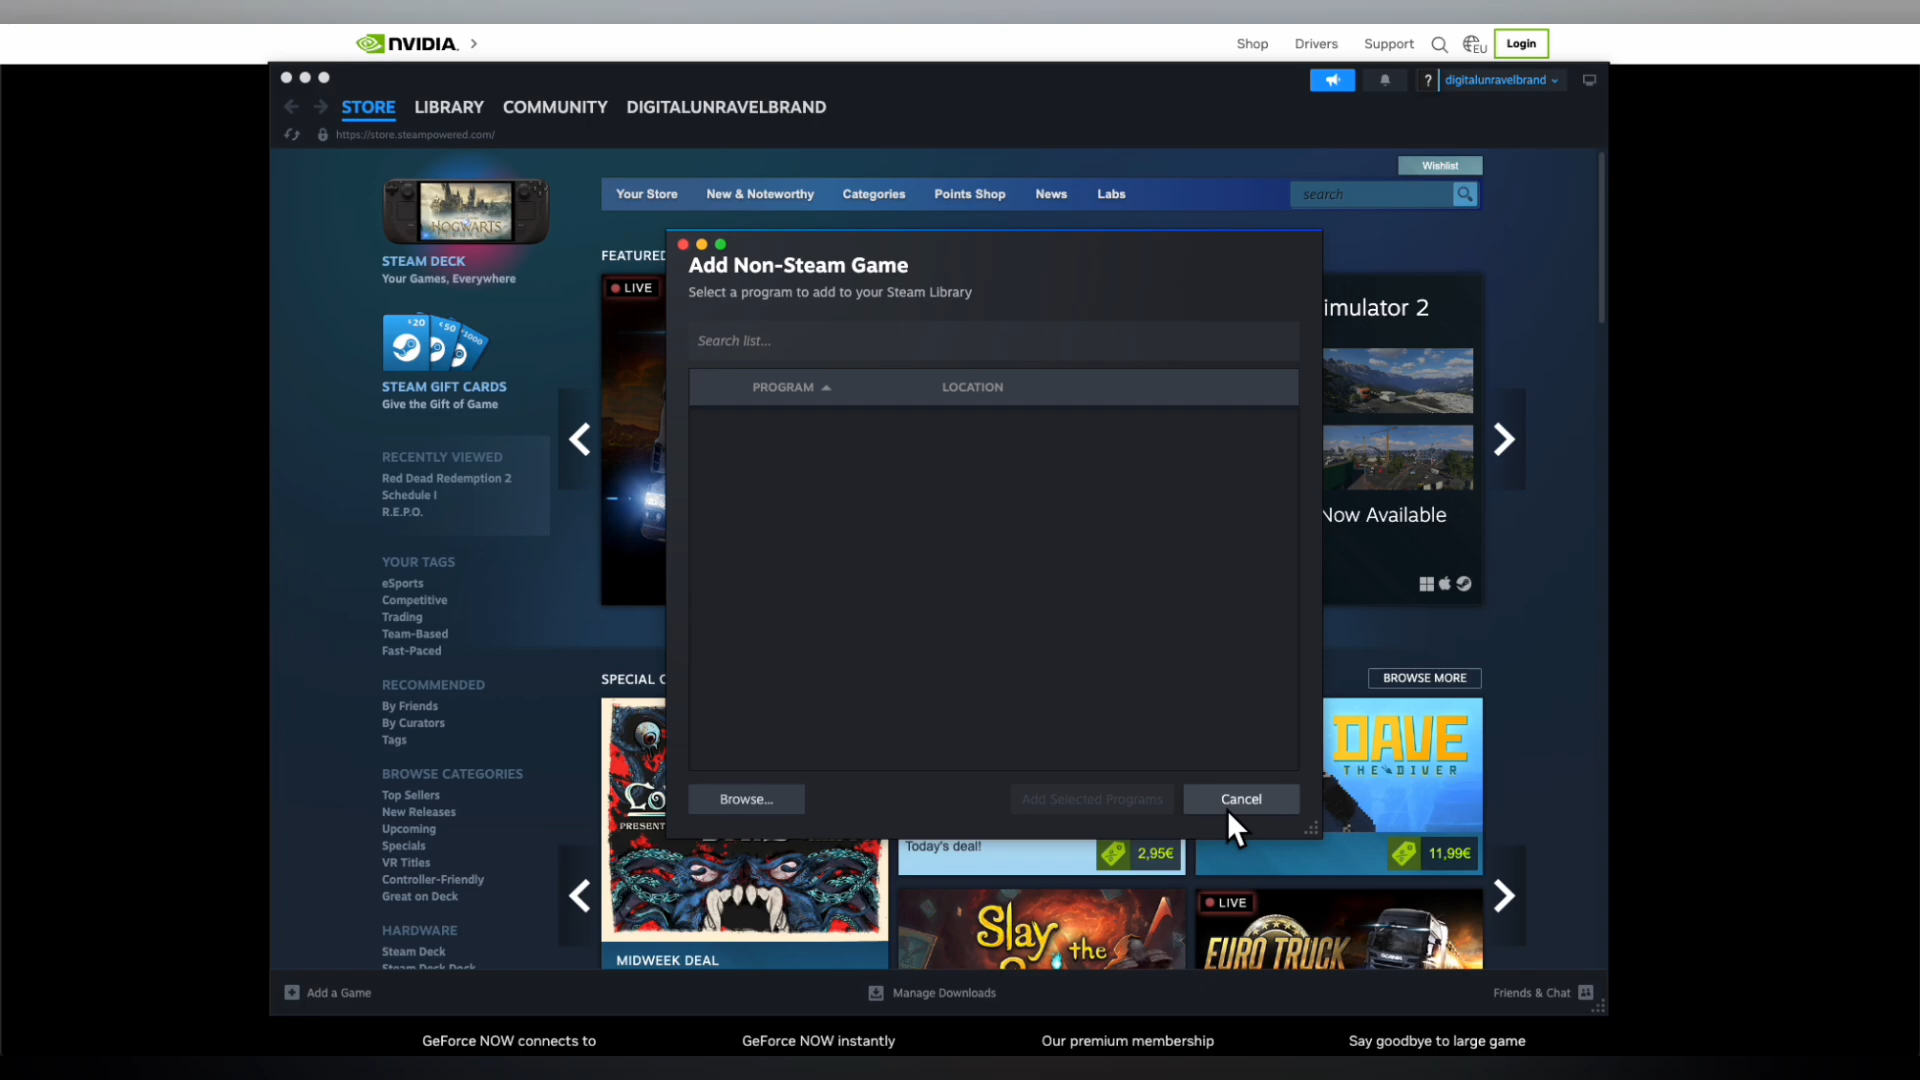 NVIDIA.
Shop
Drivers
Support
EU
Login
?
digitalunravelbrand
STORE
LIBRARY
COMMUNITY
DIGITALUNRAVELBRAND
https://store.steampowered.com/
Wishlist
Your Store
New & Noteworthy
Categories
Points Shop
News
Labs
search
HOGWARTS
STEAM DECK
Your Games, Everywhere
STEAM GIFT CARDS
Give the Gift of Game
RECENTLY VIEWED
Red Dead Redemption 2
Schedule I
R.E.P.O.
YOUR TAGS
eSports
Competitive
Trading
Team-Based
Fast-Paced
RECOMMENDED
By Friends
By Curators
Tags
BROWSE CATEGORIES
Top Sellers
New Releases
Upcoming
Specials
VR Titles
Controller-Friendly
Great on Deck
HARDWARE
Steam Deck
Steam Deck Dock
FEATURED
LIVE
Add Non-Steam Game
Select a program to add to your Steam Library
Search list...
PROGRAM
LOCATION
Browse...
Add Selected Programs
Cancel
imulator 2
Now Available
SPECIAL
BROWSE MORE
PRESENT
MIDWEEK DEAL
Today's deal!
2,95€
DAVE
THE DIVER
11,99€
Slay
the
LIVE
EURO TRUCK
SCANIA
Add a Game
Manage Downloads
Friends & Chat
GeForce NOW connects to
GeForce NOW instantly
Our premium membership
Say goodbye to large game